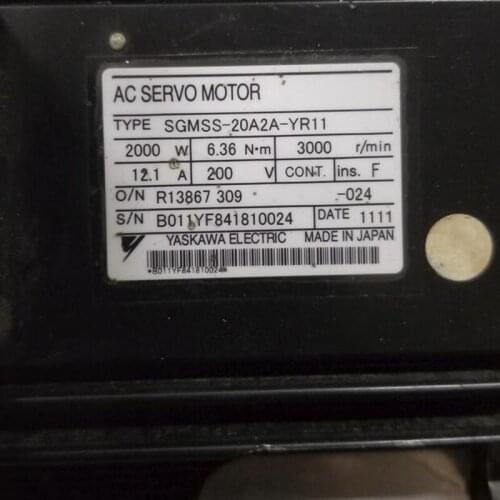 AC SERVO MOTOR
TYPE SGMSS-20A2A-YR11
2000 W 6.36 N·m 3000 r/min
12.1 A 200 V CONT. ins. F
O/N R13867 309 -024
S/N B011YF841810024 DATE 1111
YASKAWA ELECTRIC MADE IN JAPAN
*B011YF841810024*